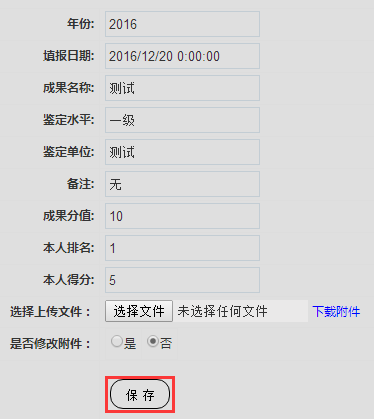 年份: 2016
填报日期: 2016/12/20 0:00:00
成果名称: 测试
鉴定水平: 一级
鉴定单位: 测试
备注: 无
成果分值: 10
本人排名: 1
本人得分: 5
选择上传文件： 选择文件 未选择任何文件 下载附件
是否修改附件： 是 否
保 存